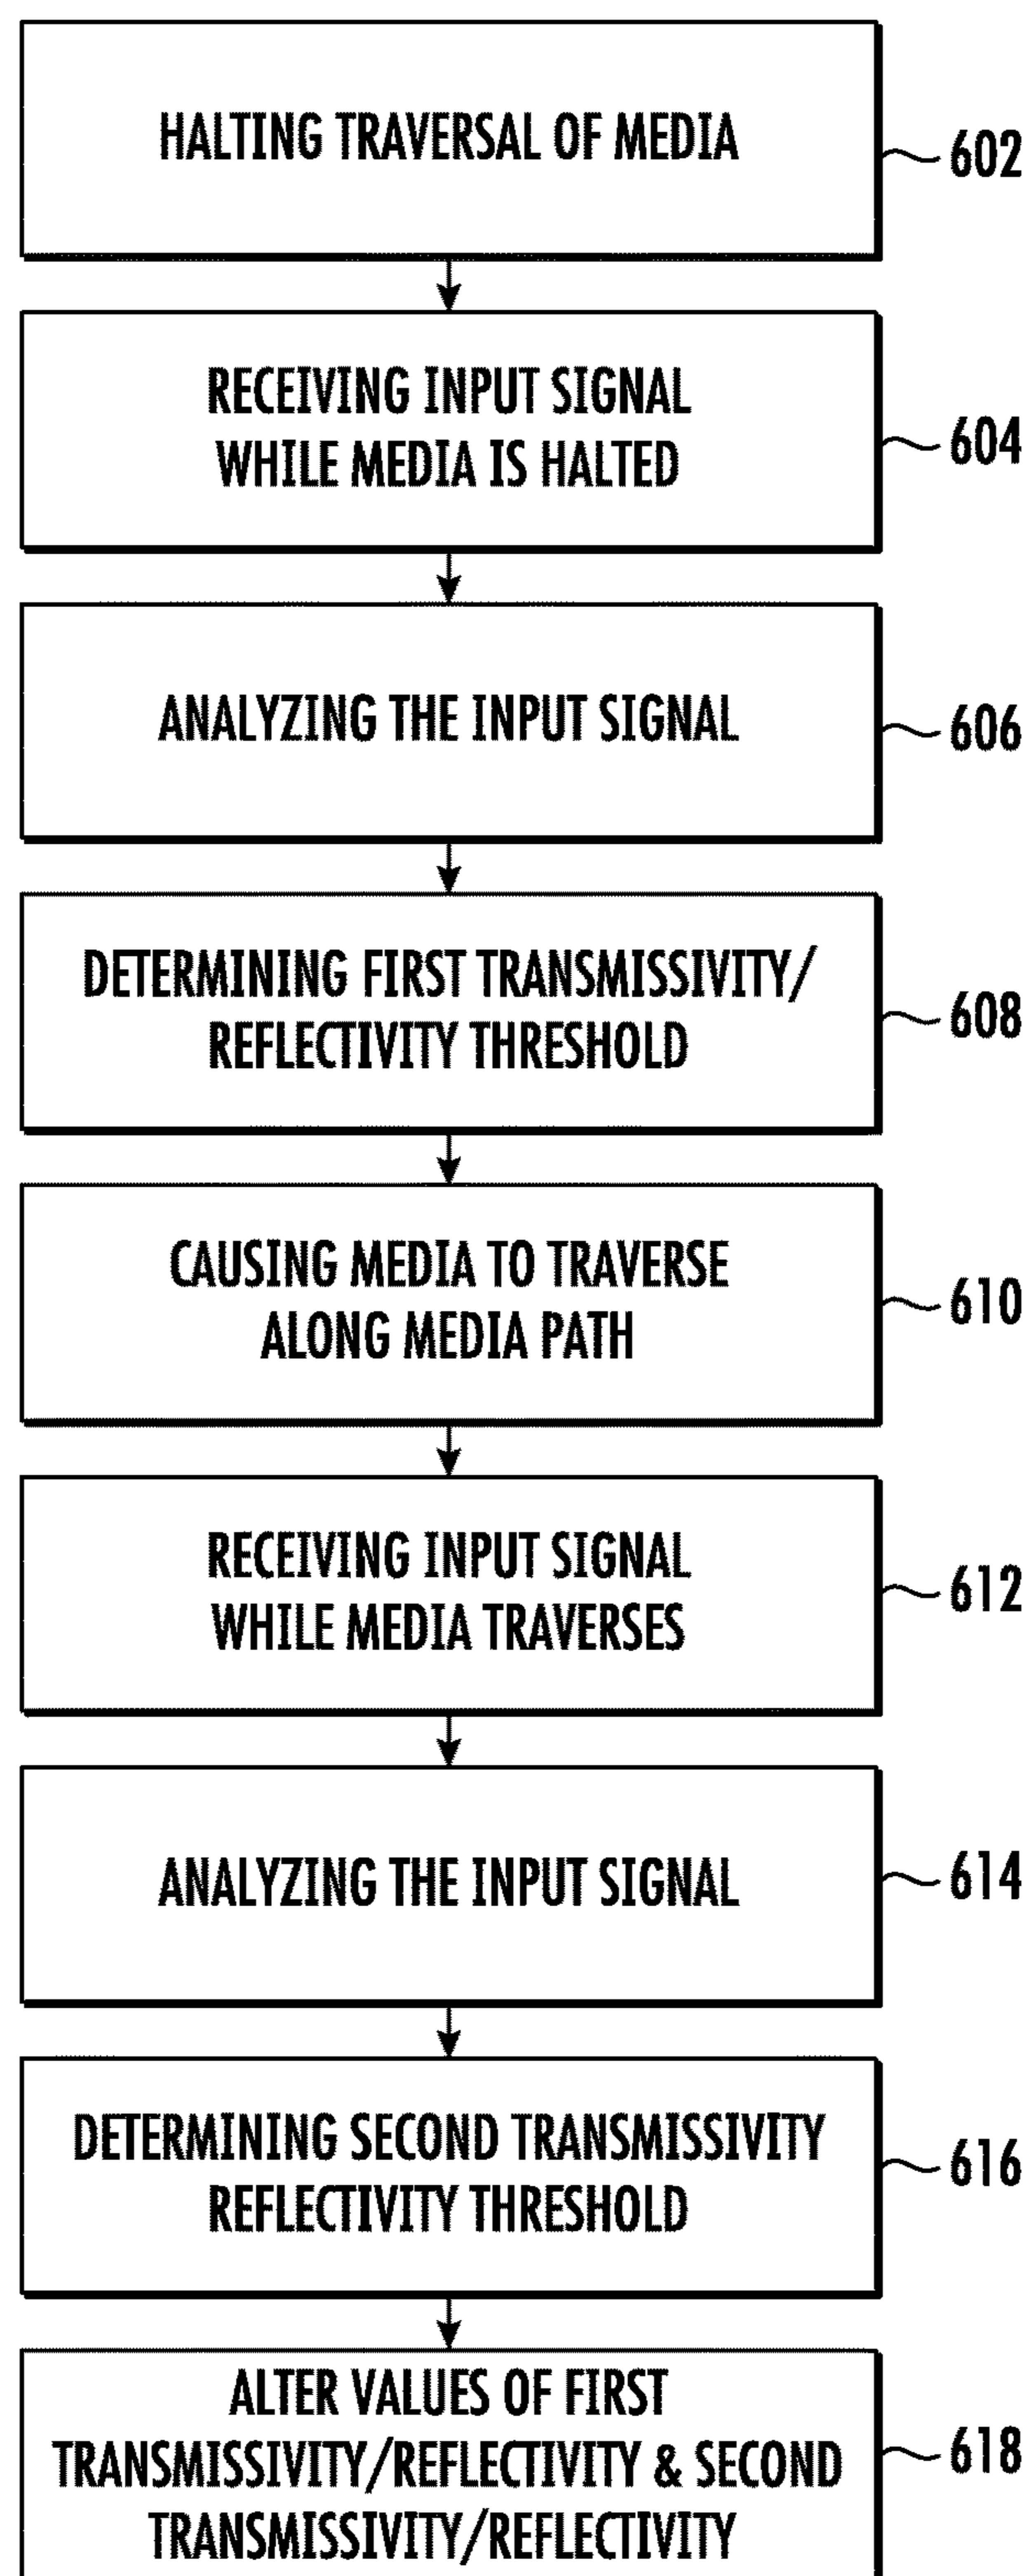 HALTING TRAVERSAL OF MEDIA
602
RECEIVING INPUT SIGNAL
WHILE MEDIA IS HALTED
604
ANALYZING THE INPUT SIGNAL
606
DETERMINING FIRST TRANSMISSIVITY/
REFLECTIVITY THRESHOLD
608
CAUSING MEDIA TO TRAVERSE
ALONG MEDIA PATH
610
RECEIVING INPUT SIGNAL
WHILE MEDIA TRAVERSES
612
ANALYZING THE INPUT SIGNAL
614
DETERMINING SECOND TRANSMISSIVITY
REFLECTIVITY THRESHOLD
616
ALTER VALUES OF FIRST
TRANSMISSIVITY/REFLECTIVITY & SECOND
TRANSMISSIVITY/REFLECTIVITY
618